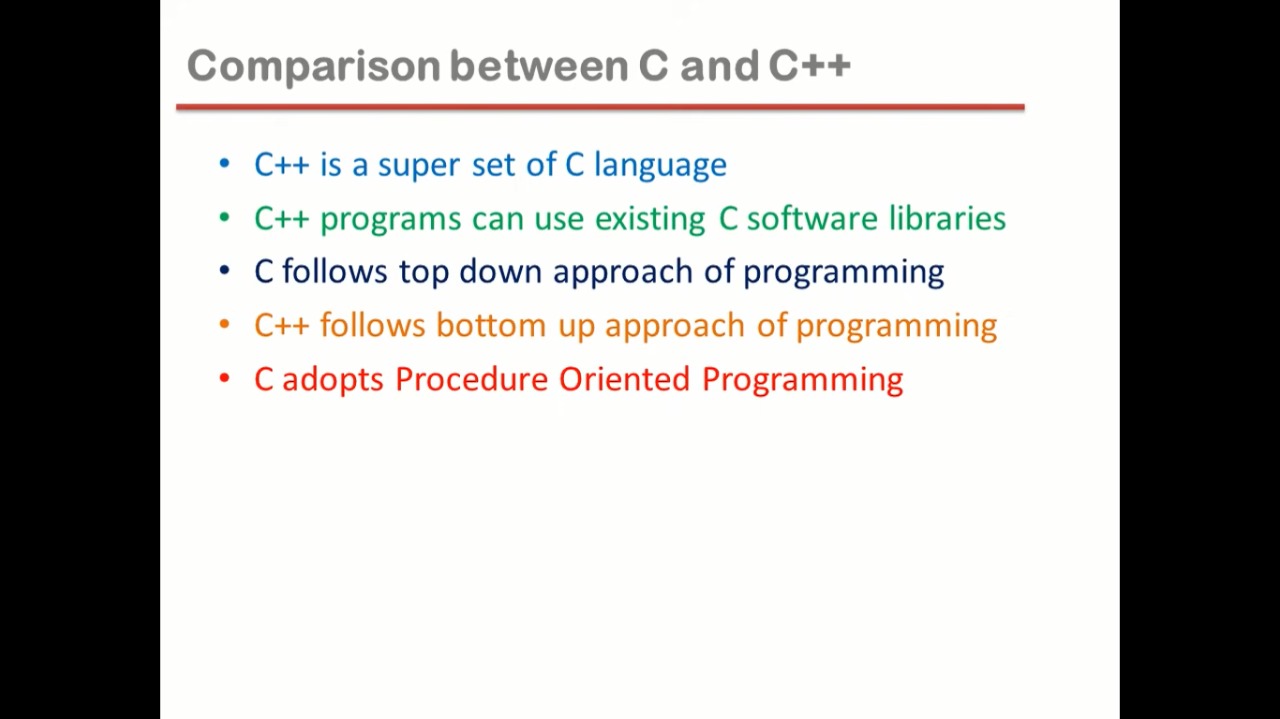 Comparison between C and C++
• C++ is a super set of C language
• C++ programs can use existing C software libraries
• C follows top down approach of programming
• C++ follows bottom up approach of programming
• C adopts Procedure Oriented Programming